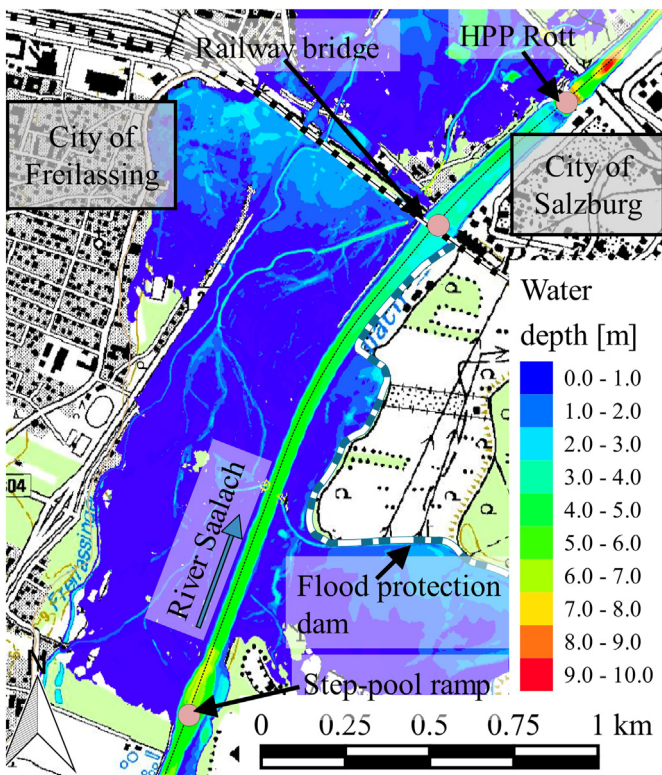 Railway
bridge
HPP Rott
City of
Freilassing
City of
Salzburg
Water
depth [m]
0.0 - 1.0
1.0 - 2.0
2.0 - 3.0
3.0 - 4.0
4.0 - 5.0
5.0 - 6.0
6.0 - 7.0
7.0 - 8.0
8.0 - 9.0
9.0 - 10.0
River Saalach
304
Freilassing
Flood protection
dam
Step-pool ramp
N
0 0.25 0.5 0.75 1 km